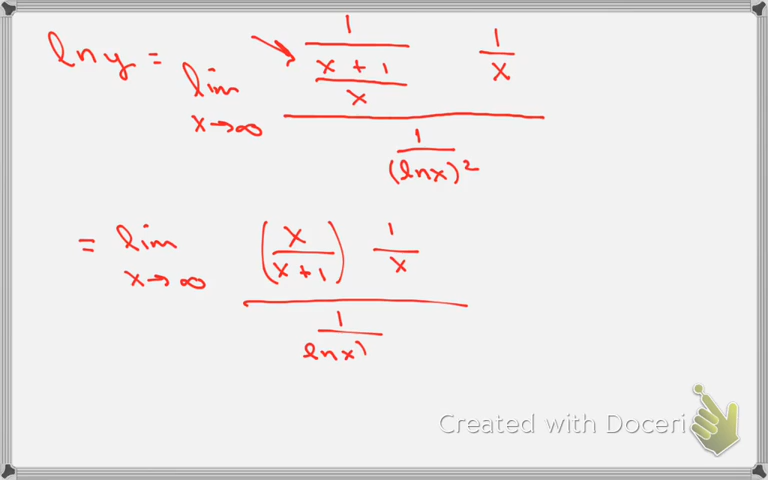 ln y = lim x→∞ (1/((x + 1)/x)) (1/x) / (1/(ln x)²)
= lim x→∞ (x/(x + 1)) (1/x) / (1/ln x)
Created with Doceri